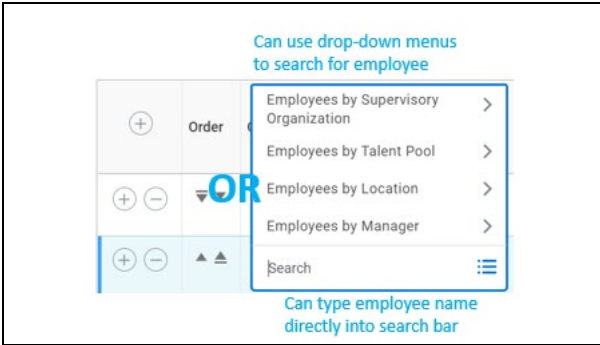 Can use drop-down menus
to search for employee
Order
Employees by Supervisory
Organization
Employees by Talent Pool
OR
Employees by Location
Employees by Manager
Search
Can type employee name
directly into search bar